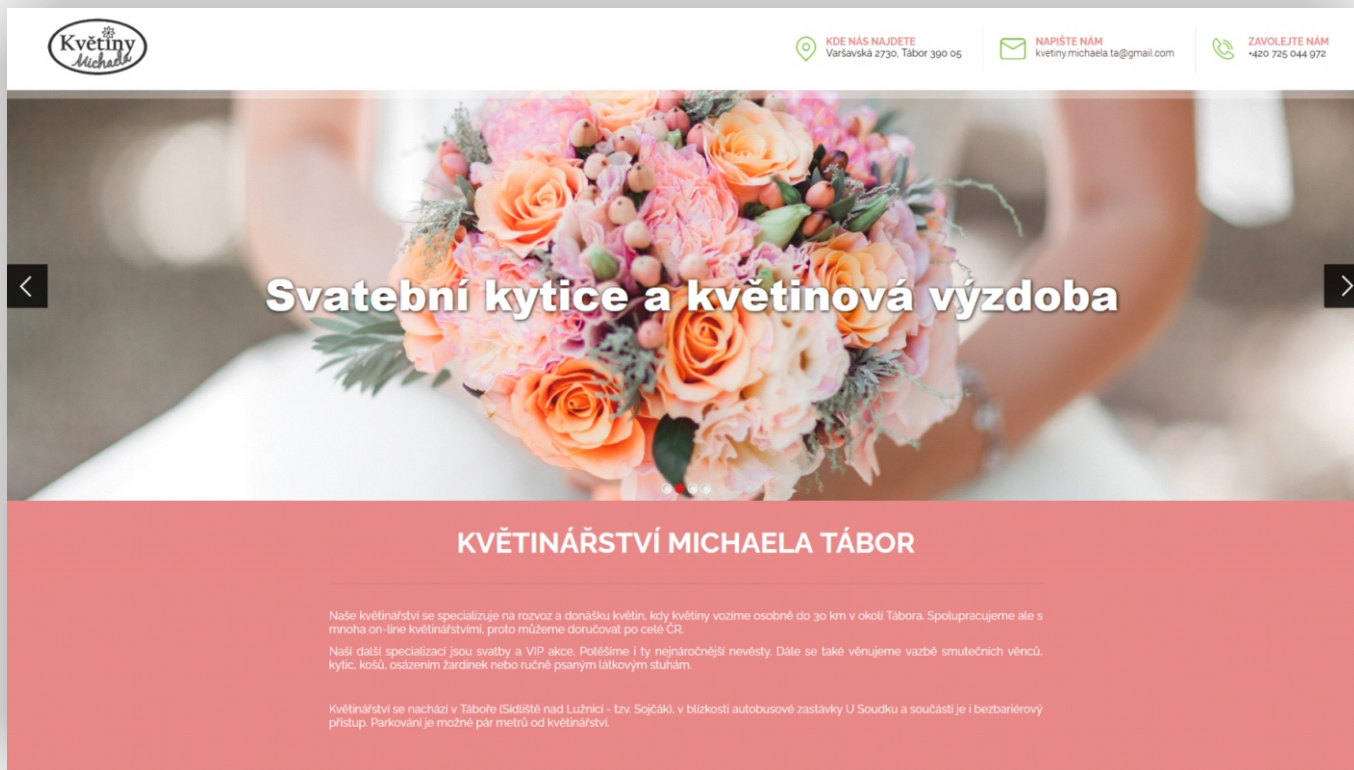 Květiny
Michaela
KDE NÁS NAJDETE
Varšavská 2730, Tábor 390 05
NAPIŠTE NÁM
kvetiny.michaela.ta@gmail.com
ZAVOLEJTE NÁM
+420 725 044 972
Svatební kytice a květinová výzdoba
KVĚTINÁŘSTVÍ MICHAELA TÁBOR
Naše květinářství se specializuje na rozvoz a donášku květin, kdy květiny vozíme osobně do 30 km v okolí Tábora. Spolupracujeme ale s
mnoha on-line květinářstvími, proto můžeme doručovat po celé ČR.
Naší další specializací jsou svatby a VIP akce. Potěšíme i ty nejnáročnější nevěsty. Dále se také věnujeme vazbě smutečních věnců,
kytic, košů, osázením žardinek nebo ručně psaným látkovým stuhám.
Květinářství se nachází v Táboře (Sídliště nad Lužnicí - tzv. Sojčák), v blízkosti autobusové zastávky U Soudku a součástí je i bezbariérový
přístup. Parkování je možné pár metrů od květinářství.